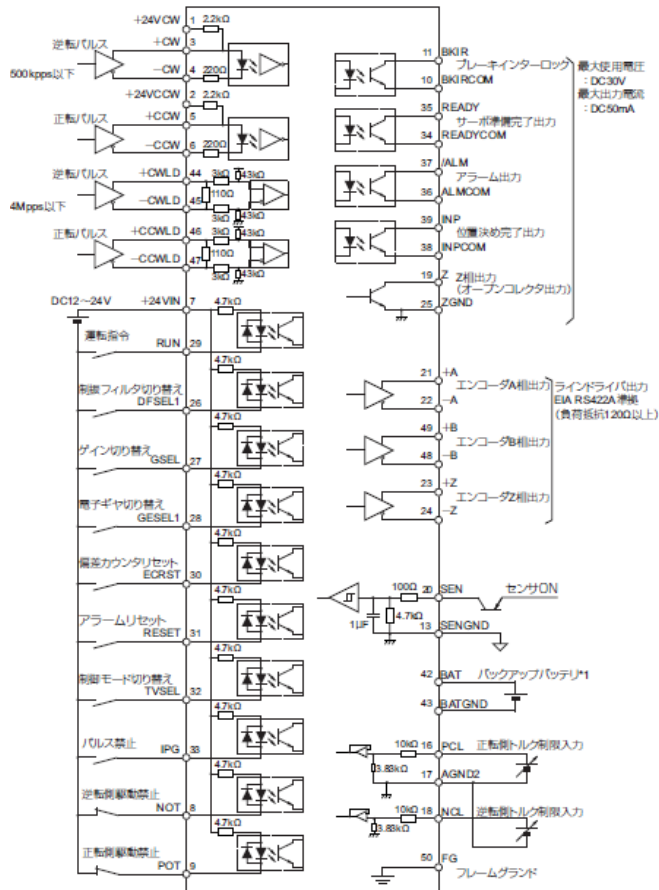 +24VCW 1 2.2kΩ
逆転パルス +CW 3
500kpps以下 −CW 4 220Ω
+24VCCW 2 2.2kΩ
正転パルス +CCW 5
−CCW 6 220Ω
逆転パルス +CWLD 44 3kΩ 43kΩ
110Ω
4Mpps以下 −CWLD 45 3kΩ 43kΩ
正転パルス +CCWLD 46 3kΩ 43kΩ
110Ω
−CCWLD 47 3kΩ 43kΩ
DC12～24V +24VIN 7 4.7kΩ
運転指令
RUN 29
4.7kΩ
制振フィルタ切り替え
DFSEL1 26
4.7kΩ
ゲイン切り替え
GSEL 27
4.7kΩ
電子ギヤ切り替え
GESEL1 28
4.7kΩ
偏差カウンタリセット
ECRST 30
4.7kΩ
アラームリセット
RESET 31
4.7kΩ
制御モード切り替え
TVSEL 32
4.7kΩ
パルス禁止
IPG 33
4.7kΩ
逆転側駆動禁止
NOT 8
4.7kΩ
正転側駆動禁止
POT 9
11 BKIR
ブレーキインターロック
10 BKIRCOM
最大使用電圧
：DC30V
最大出力電流
：DC50mA
35 READY
サーボ準備完了出力
34 READYCOM
37 /ALM
アラーム出力
36 ALMCOM
39 INP
位置決め完了出力
38 INPCOM
19 Z Z相出力
(オープンコレクタ出力)
25 ZGND
21 +A
エンコーダA相出力
22 −A
ラインドライバ出力
EIA RS422A準拠
(負荷抵抗120Ω以上)
49 +B
エンコーダB相出力
48 −B
23 +Z
エンコーダZ相出力
24 −Z
100Ω 20 SEN センサON
4.7kΩ
1μF 13 SENGND
42 BAT バックアップバッテリ*1
43 BATGND
10kΩ 16 PCL 正転側トルク制限入力
3.83kΩ
17 AGND2
10kΩ 18 NCL 逆転側トルク制限入力
3.83kΩ
50 FG
フレームグランド